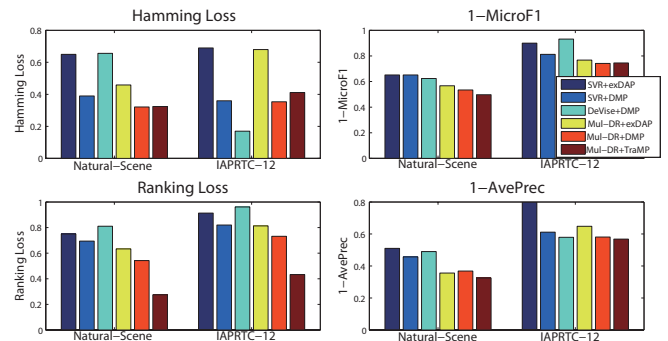 Hamming Loss
Hamming Loss
0.8
0.6
0.4
0.2
0
Natural−Scene
IAPRTC−12
1−MicroF1
1−MicroF1
1
0.8
0.6
0.4
0.2
0
SVR+exDAP
SVR+DMP
DeVise+DMP
Mul−DR+exDAP
Mul−DR+DMP
Mul−DR+TraMP
Natural−Scene
IAPRTC−12
Ranking Loss
Ranking Loss
1
0.8
0.6
0.4
0.2
0
Natural−Scene
IAPRTC−12
1−AvePrec
1−AvePrec
0.8
0.6
0.4
0.2
0
Natural−Scene
IAPRTC−12